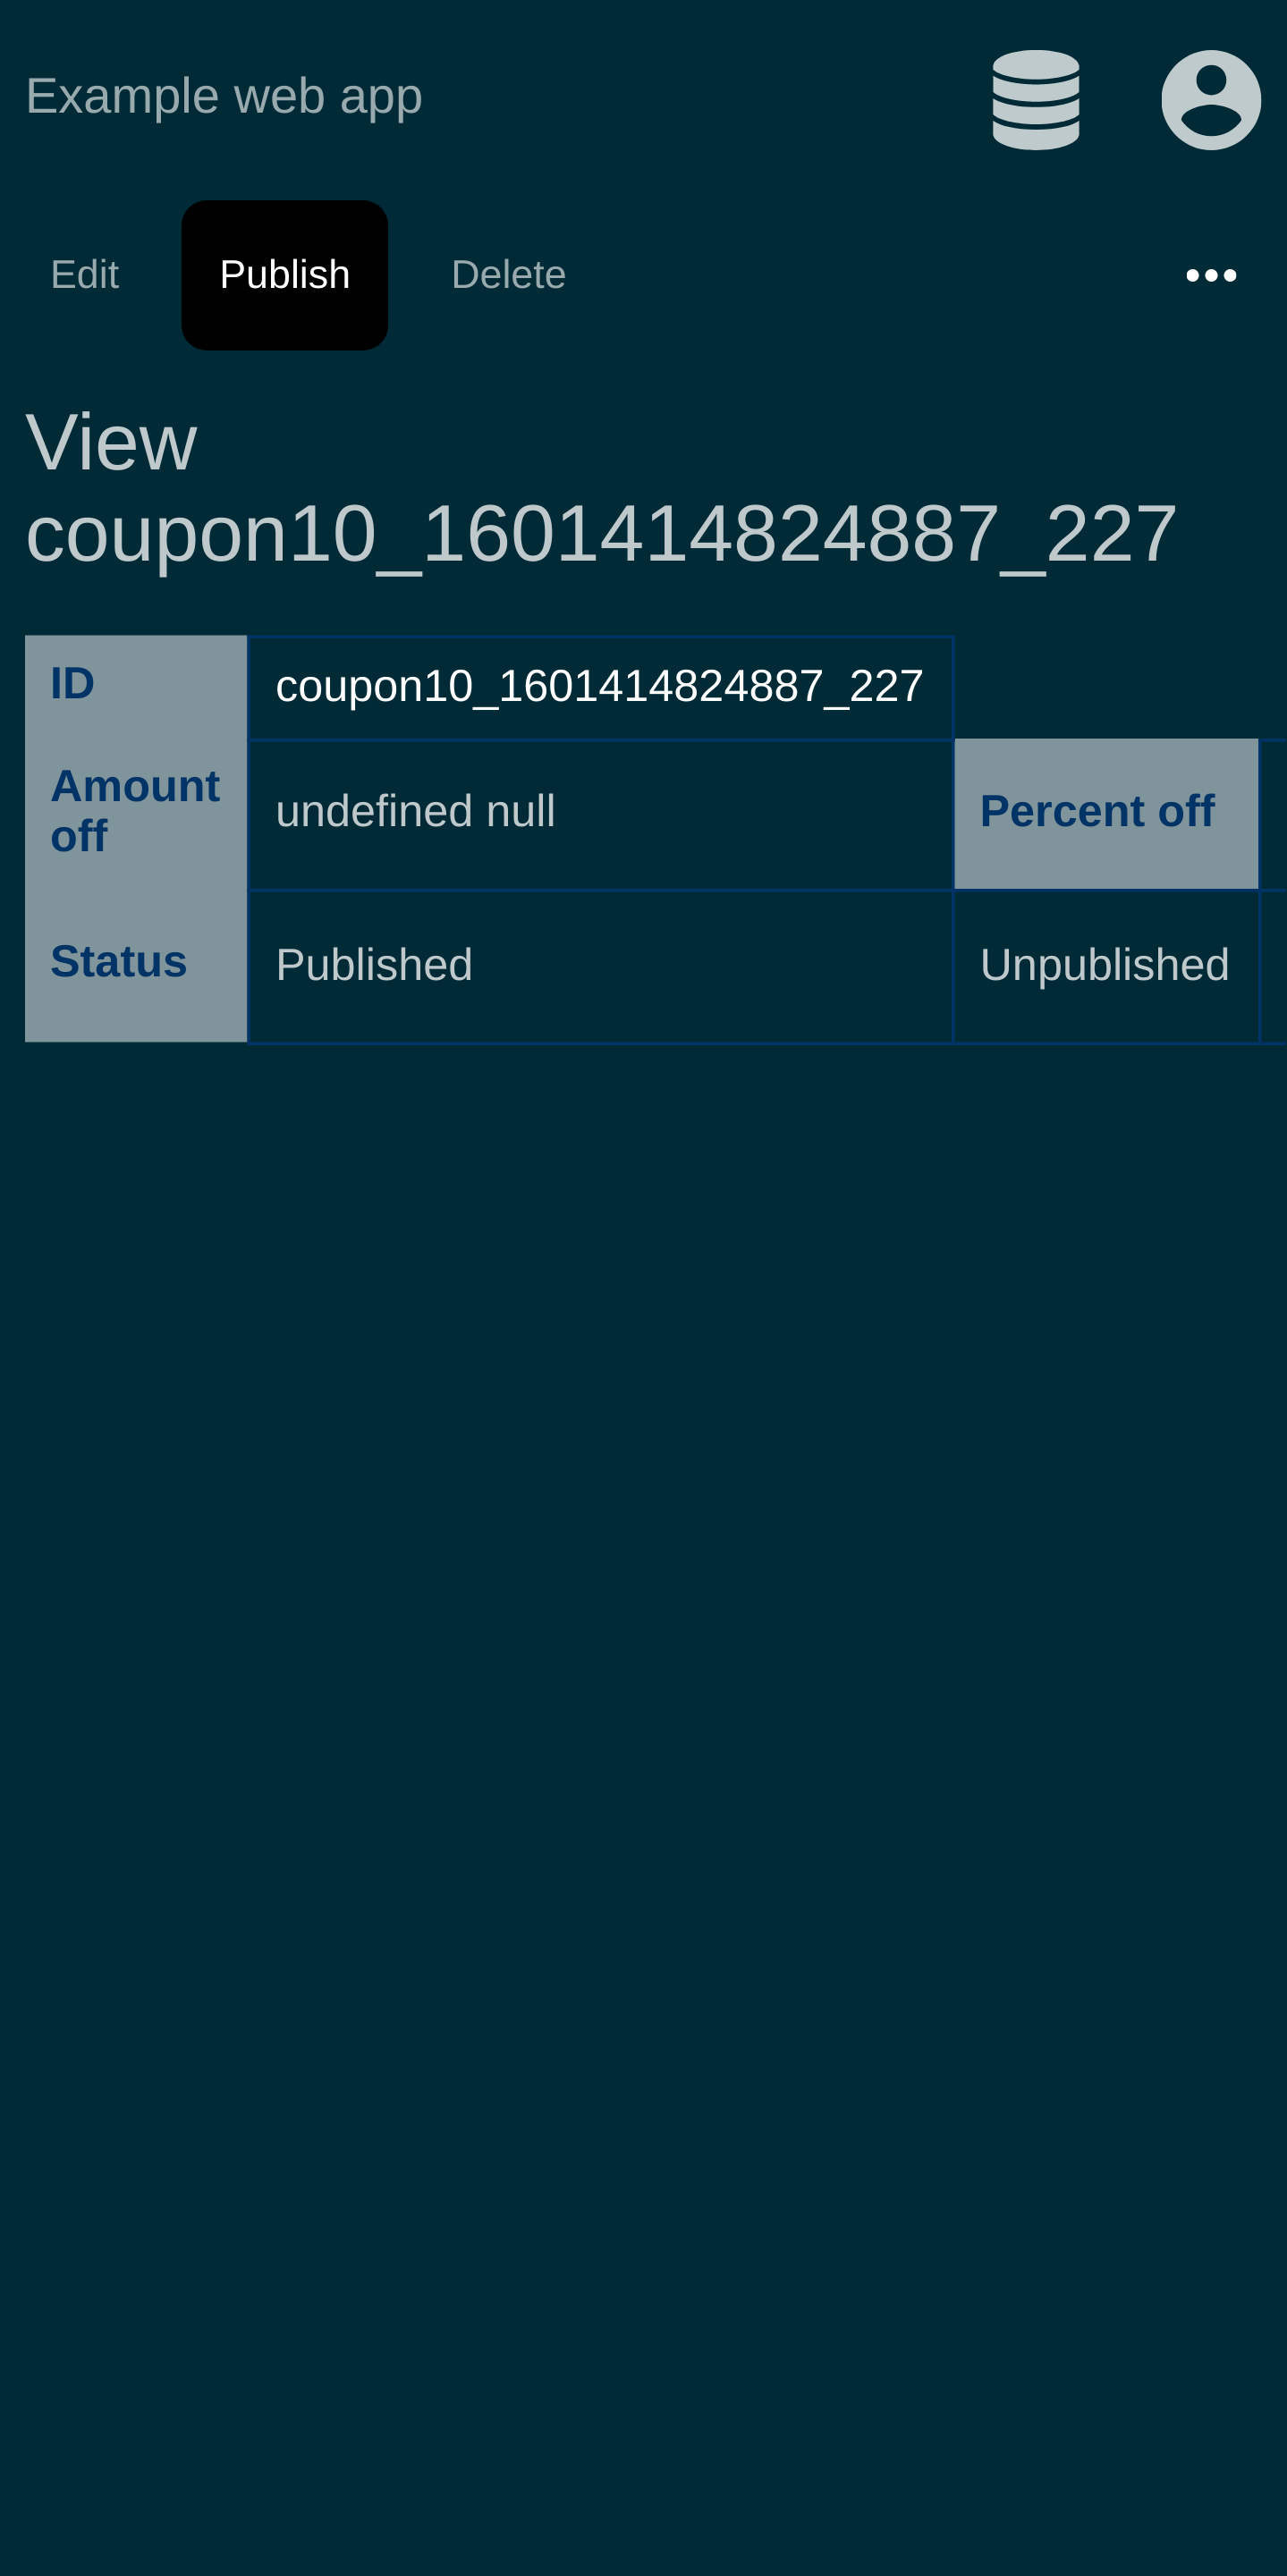 Example web app
Edit Publish Delete
View
coupon10_1601414824887_227
ID coupon10_1601414824887_227
Amount
off
undefined null Percent off
Status Published Unpublished